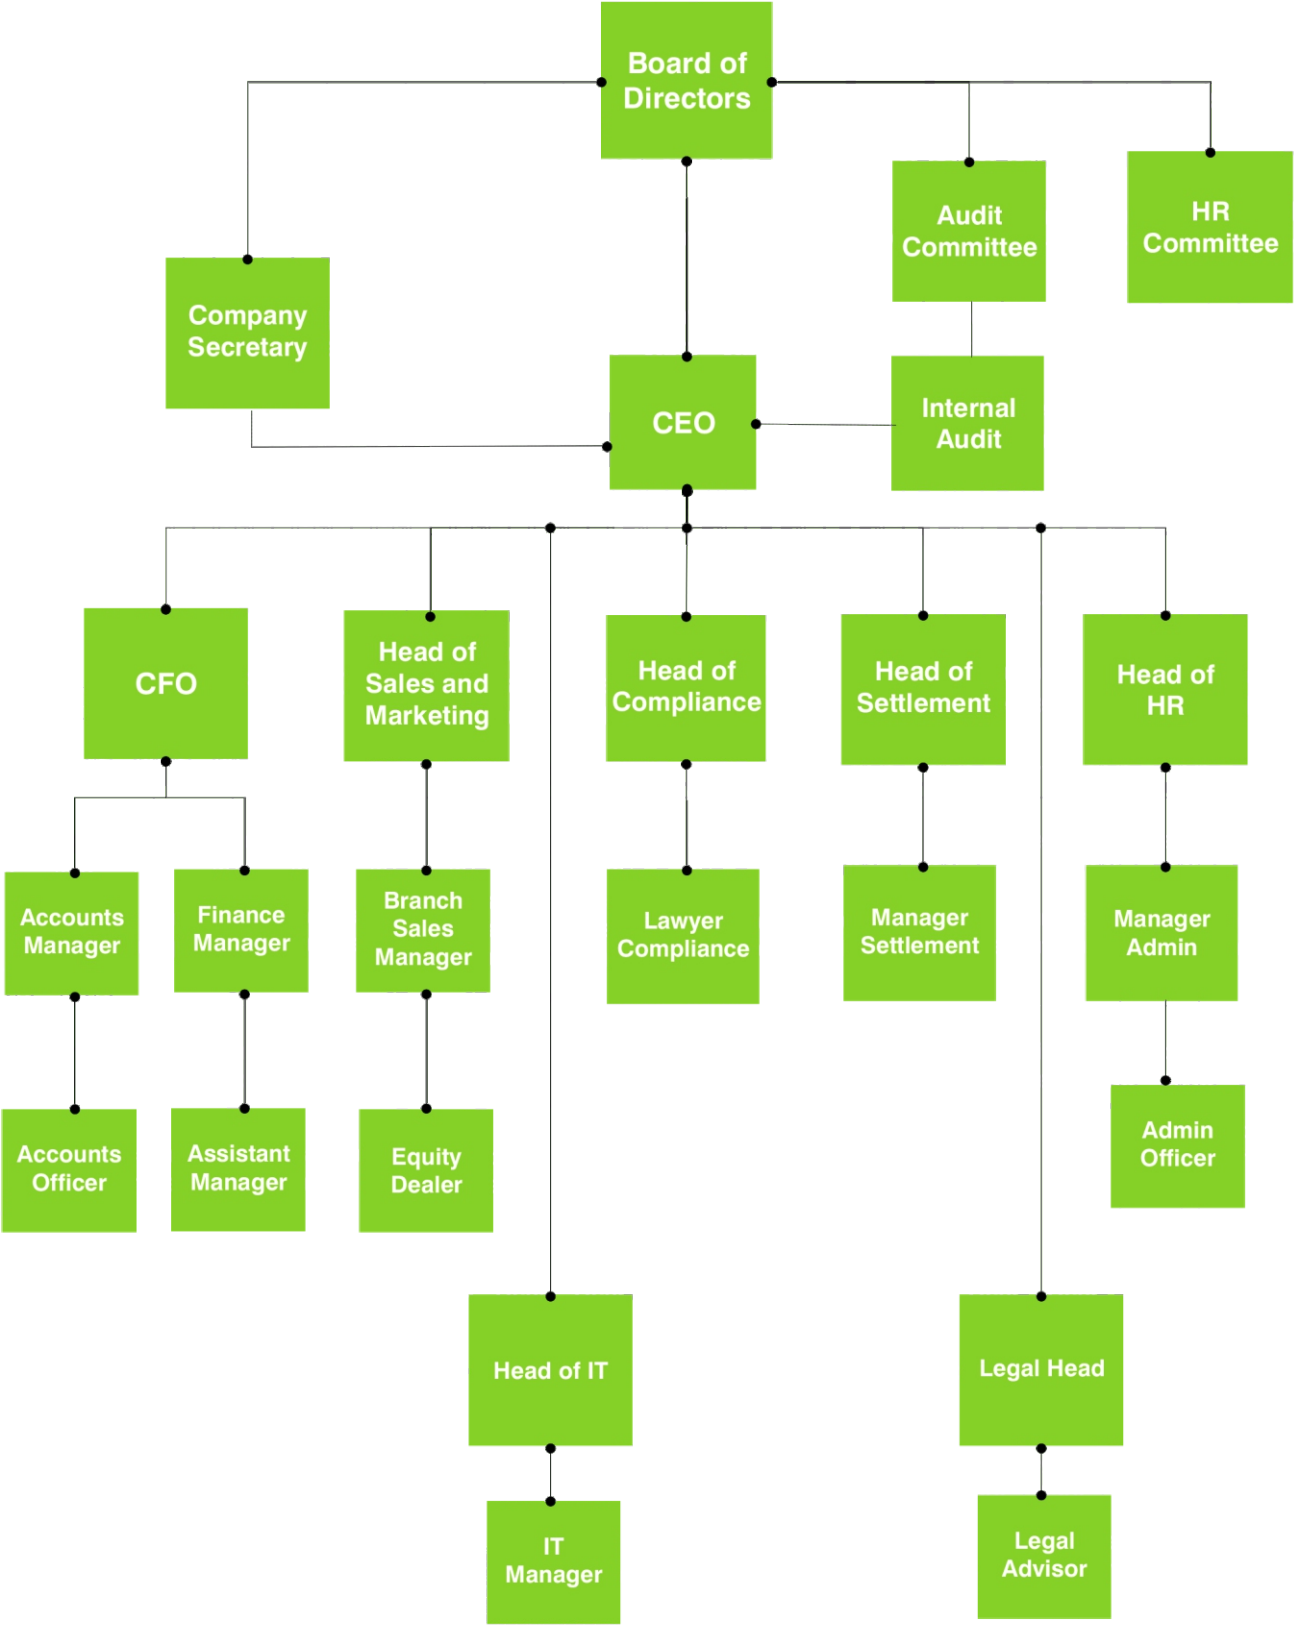 Board of
Directors
Audit
Committee
HR
Committee
Company
Secretary
CEO
Internal
Audit
CFO
Head of
Sales and
Marketing
Head of
Compliance
Head of
Settlement
Head of
HR
Accounts
Manager
Finance
Manager
Branch
Sales
Manager
Lawyer
Compliance
Manager
Settlement
Manager
Admin
Accounts
Officer
Assistant
Manager
Equity
Dealer
Admin
Officer
Head of IT
Legal Head
IT
Manager
Legal
Advisor